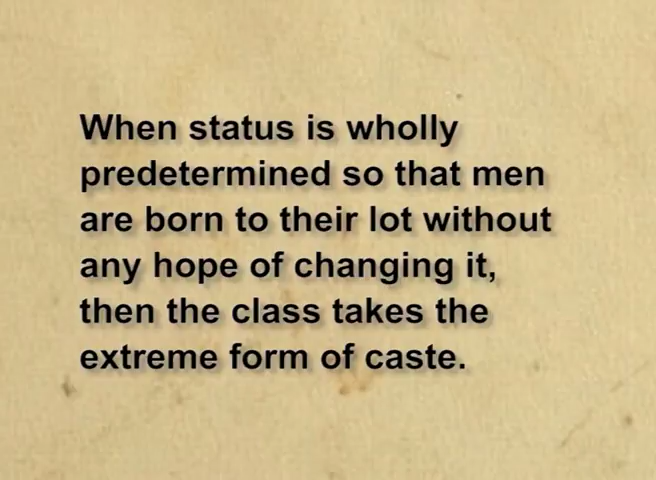 When status is wholly
predetermined so that men
are born to their lot without
any hope of changing it,
then the class takes the
extreme form of caste.